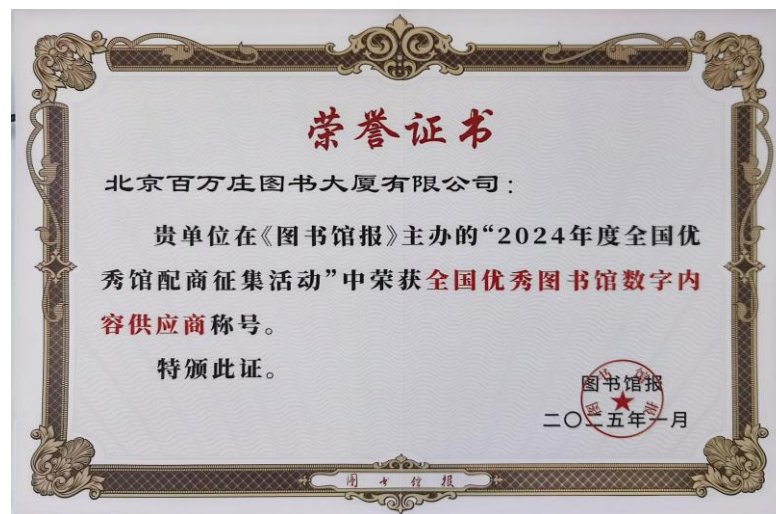 荣誉证书
北京百万庄图书大厦有限公司：
贵单位在《图书馆报》主办的“2024年度全国优
秀馆配商征集活动”中荣获全国优秀图书馆数字内
容供应商称号。
特颁此证。
图书馆报
图书馆报
二〇二五年一月
图书馆报